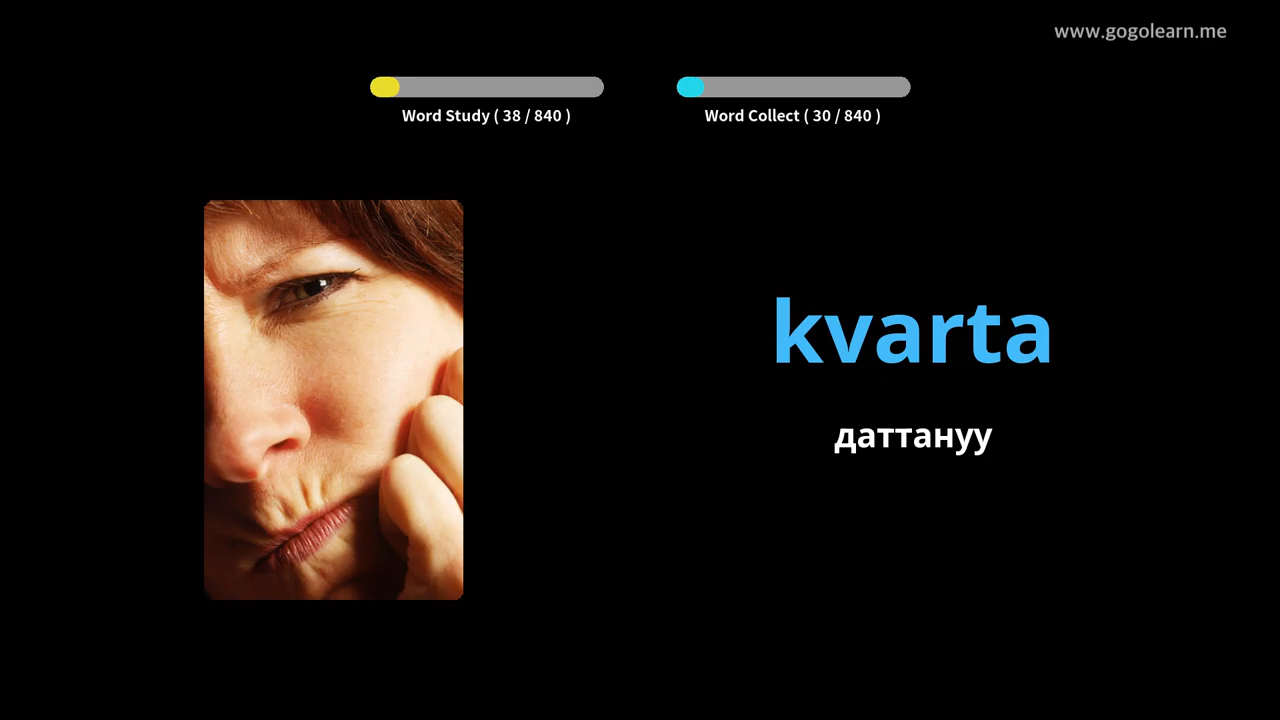 www.gogolearn.me
Word Study ( 38 / 840 )
Word Collect ( 30 / 840 )
kvarta
даттануу